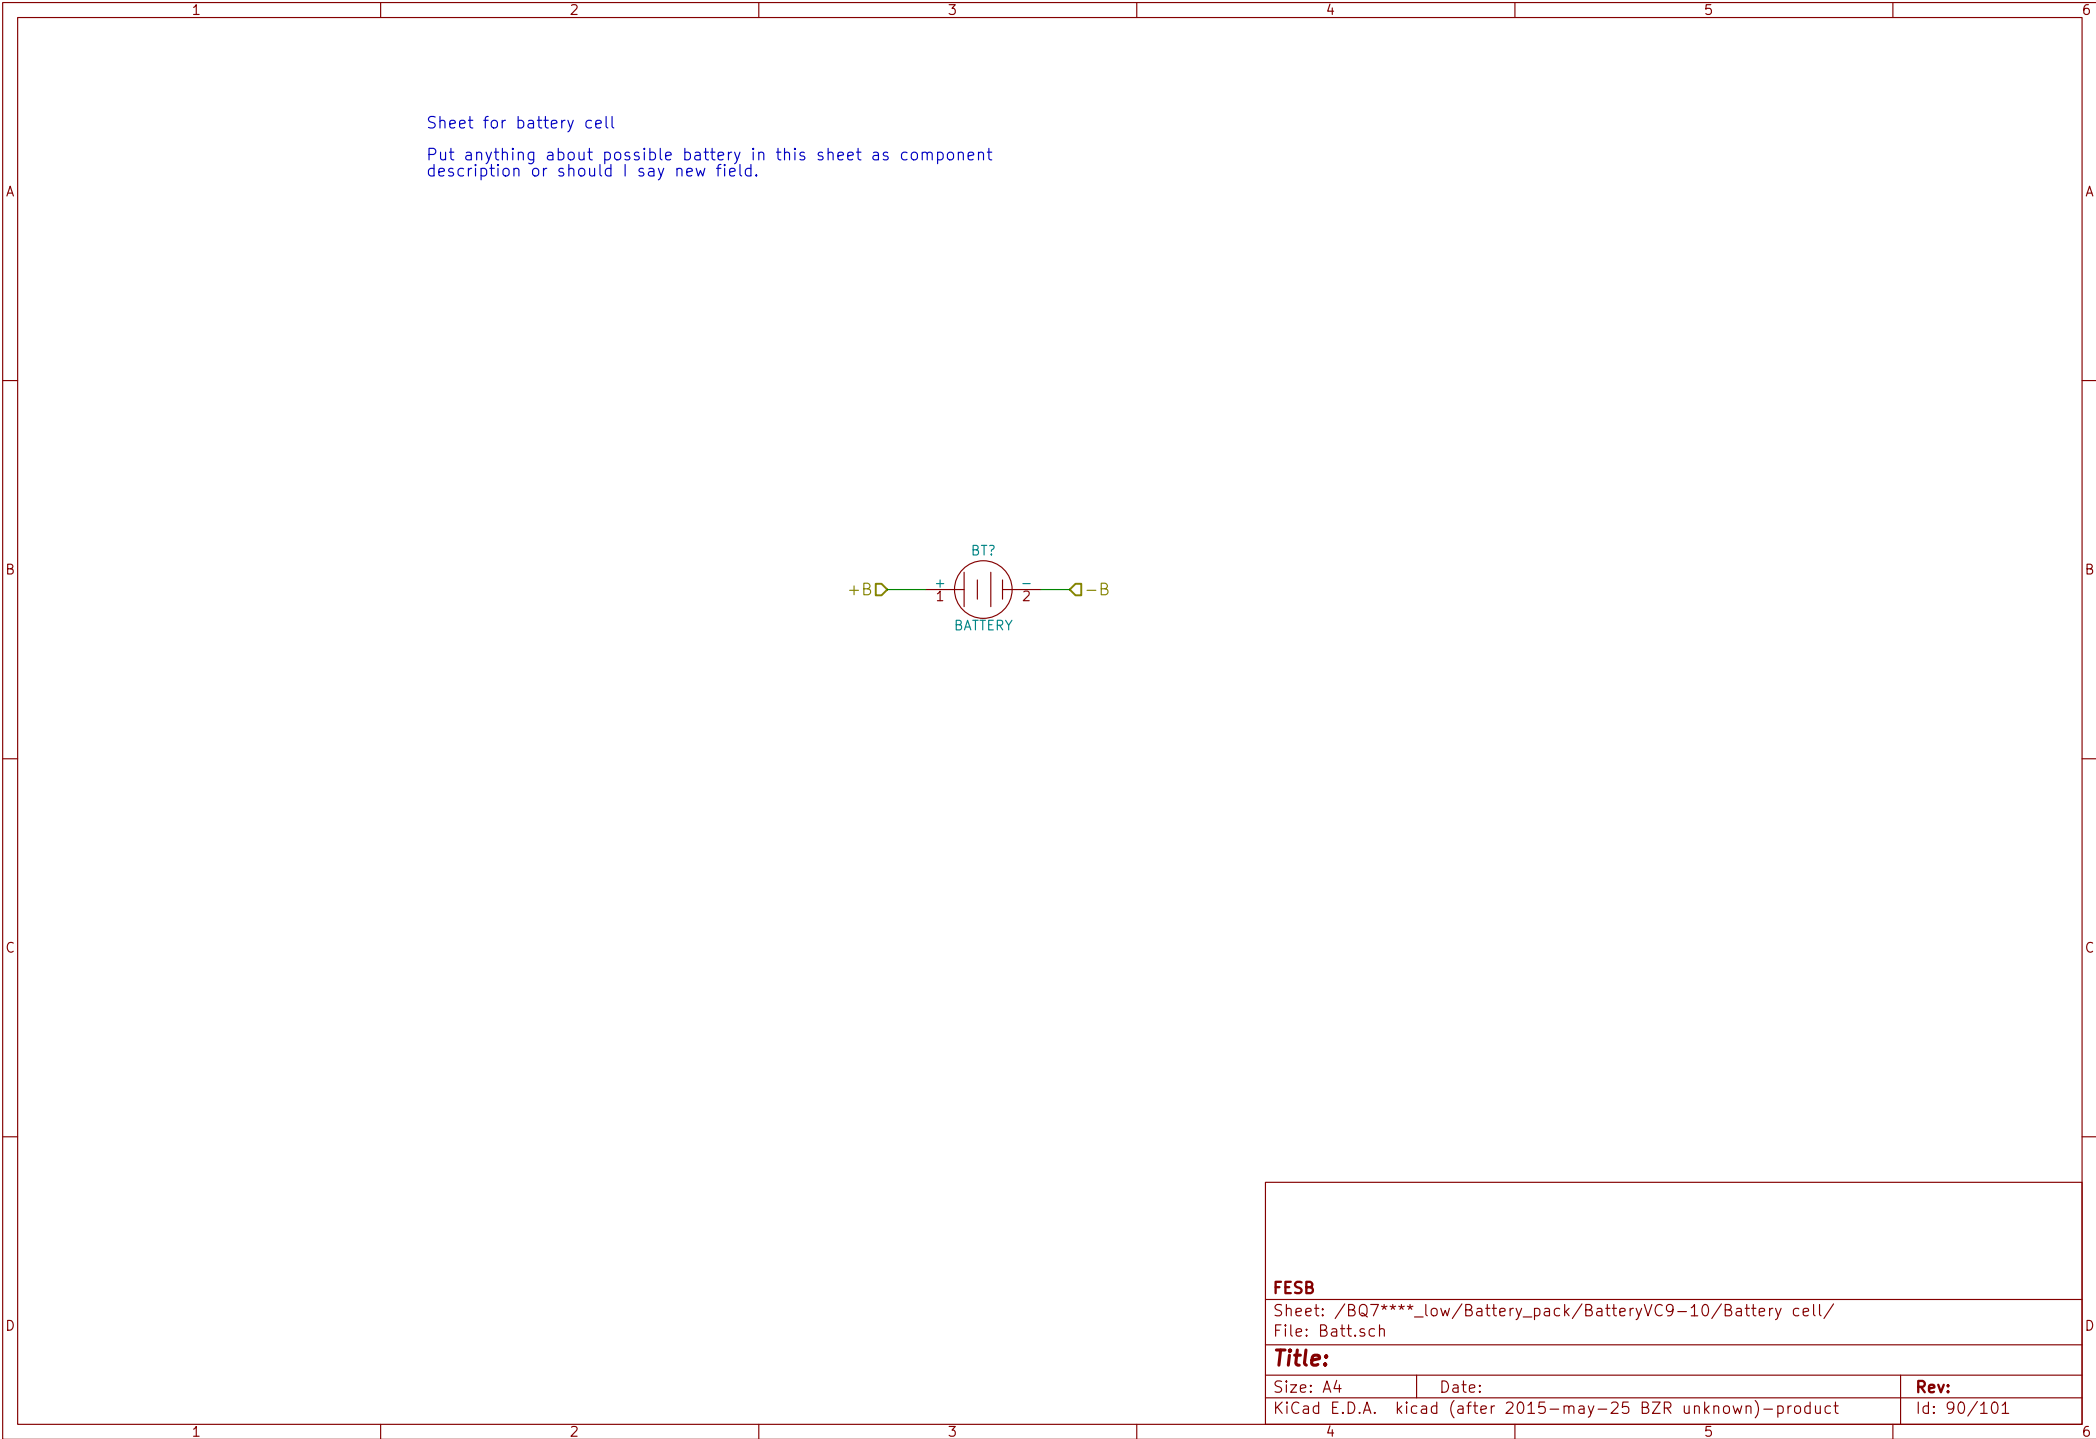 1 2 3 4 5 6
Sheet for battery cell
Put anything about possible battery in this sheet as component
description or should I say new field.
A A
BT?
B B
+B + - -B
1 2
BATTERY
C C
FESB
Sheet: /BQ7****_low/Battery_pack/BatteryVC9-10/Battery cell/
File: Batt.sch
D D
Title:
Size: A4 Date: Rev:
KiCad E.D.A. kicad (after 2015-may-25 BZR unknown)-product Id: 90/101
1 2 3 4 5 6